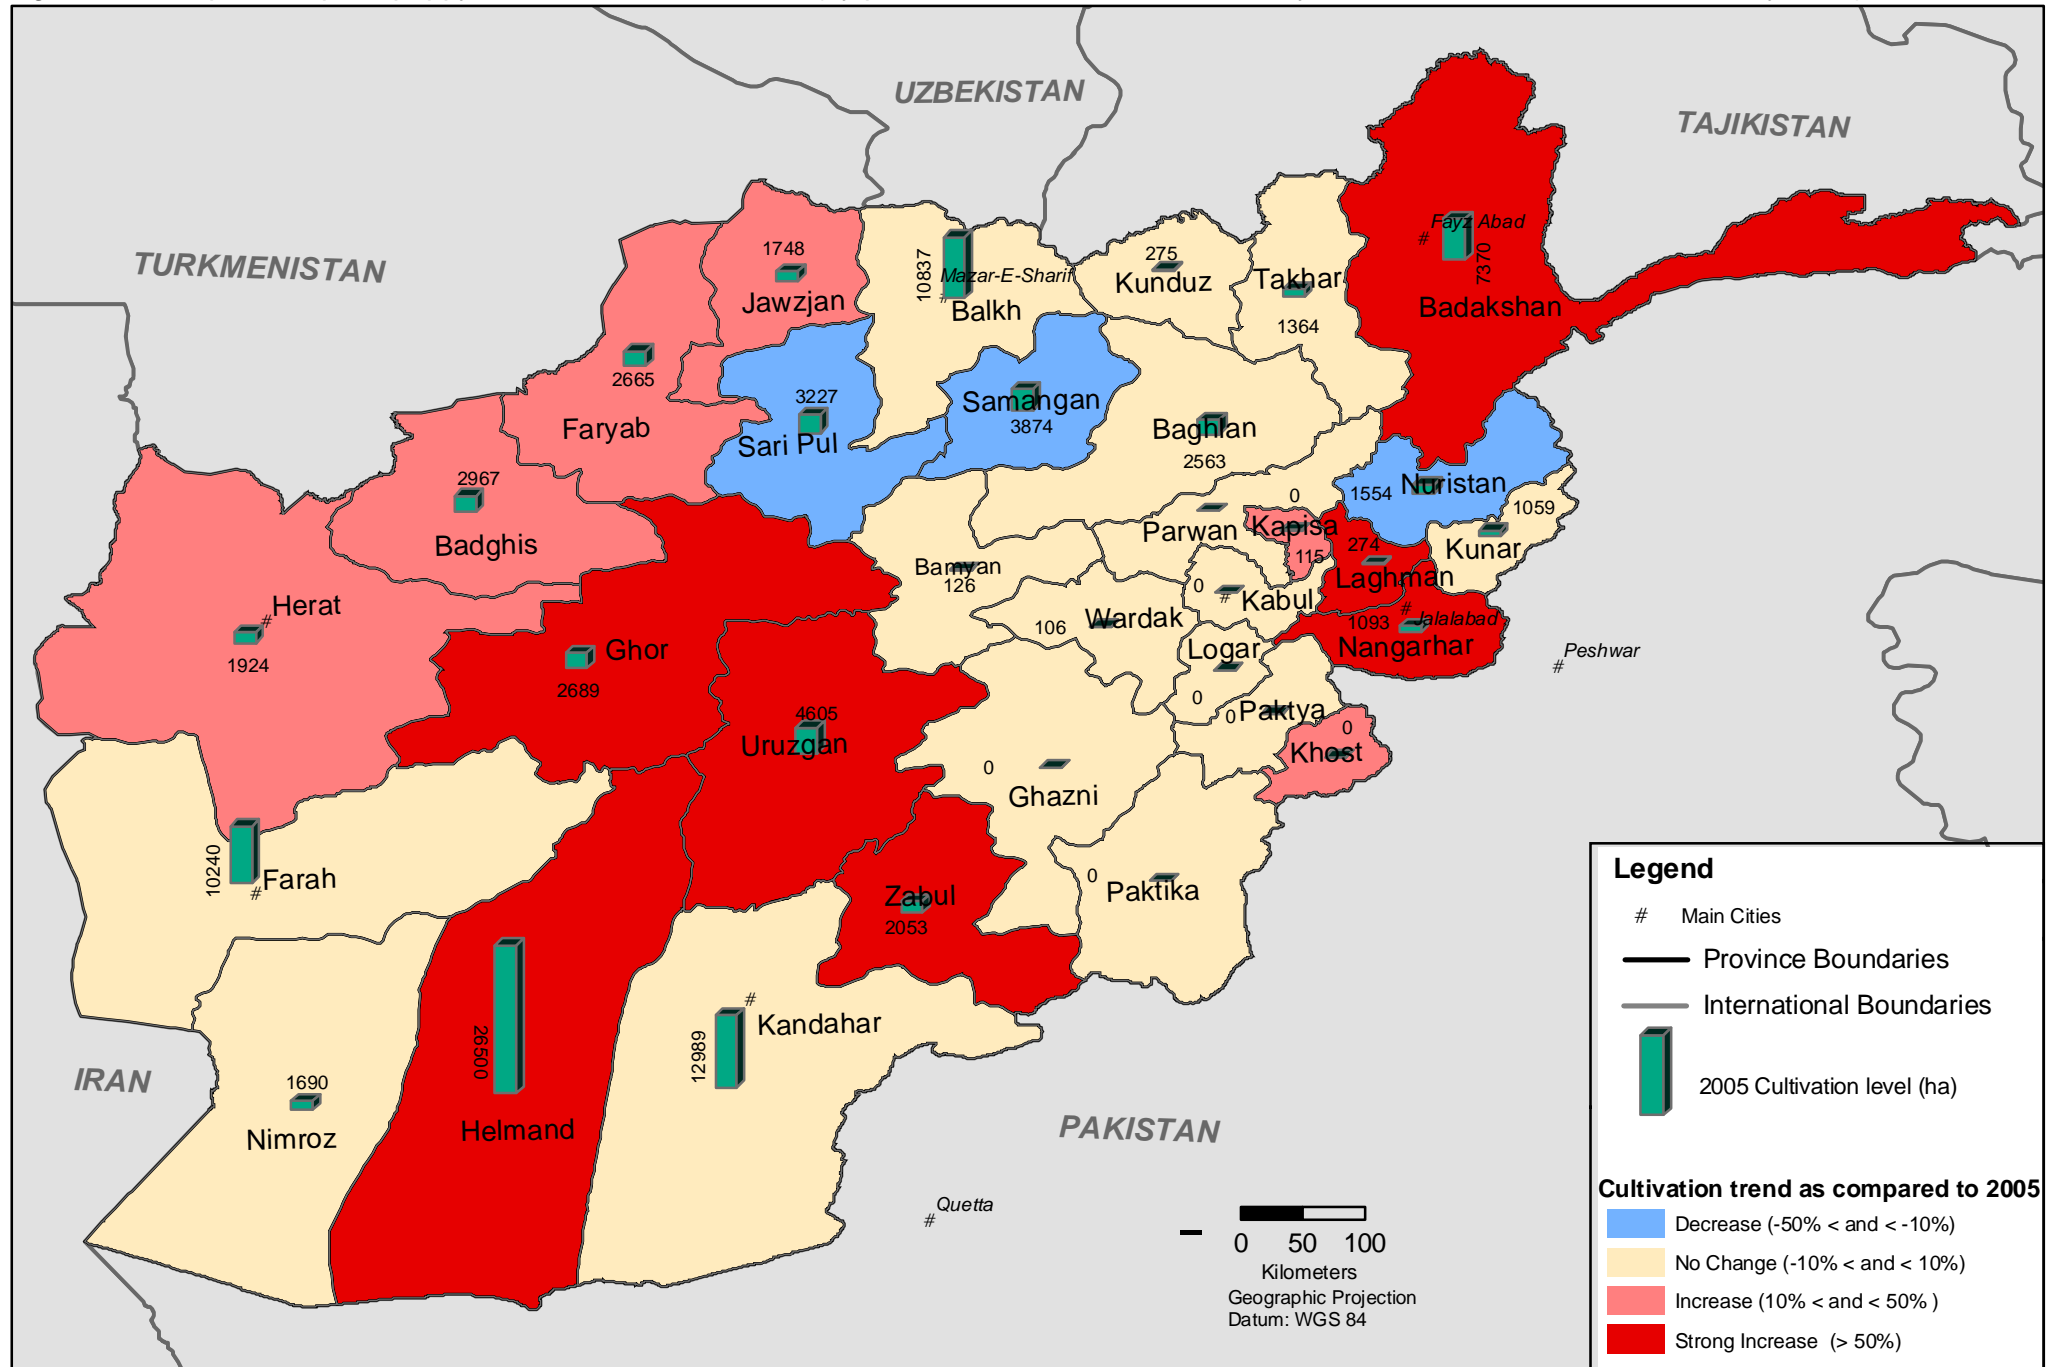 UZBEKISTAN
TAJIKISTAN
TURKMENISTAN
Fayz Abad
#
7370
Badakshan
1748
Jawzjan
10837
Mazar-E-Sharif
#
Balkh
275
Kunduz
Takhar
1364
2665
Faryab
3227
Sari Pul
Samangan
3874
Baghlan
2563
2967
Badghis
1554
Nuristan
1059
Kunar
0
Parwan
Kapisa
115
274
Laghman
Bamyan
126
0
#
Kabul
Herat
#
1924
Ghor
2689
106
Wardak
Logar
0
#
1093
Jalalabad
Nangarhar
Peshwar
#
4605
Uruzgan
0
Paktya
0
Khost
0
Ghazni
10240
#
Farah
Zabul
2053
0
Paktika
26500
Helmand
#
Kandahar
12989
IRAN
1690
Nimroz
PAKISTAN
Quetta
#
0 50 100
Kilometers
Geographic Projection
Datum: WGS 84
Legend
# Main Cities
Province Boundaries
International Boundaries
2005 Cultivation level (ha)
Cultivation trend as compared to 2005
Decrease (-50% < and < -10%)
No Change (-10% < and < 10%)
Increase (10% < and < 50% )
Strong Increase (> 50%)